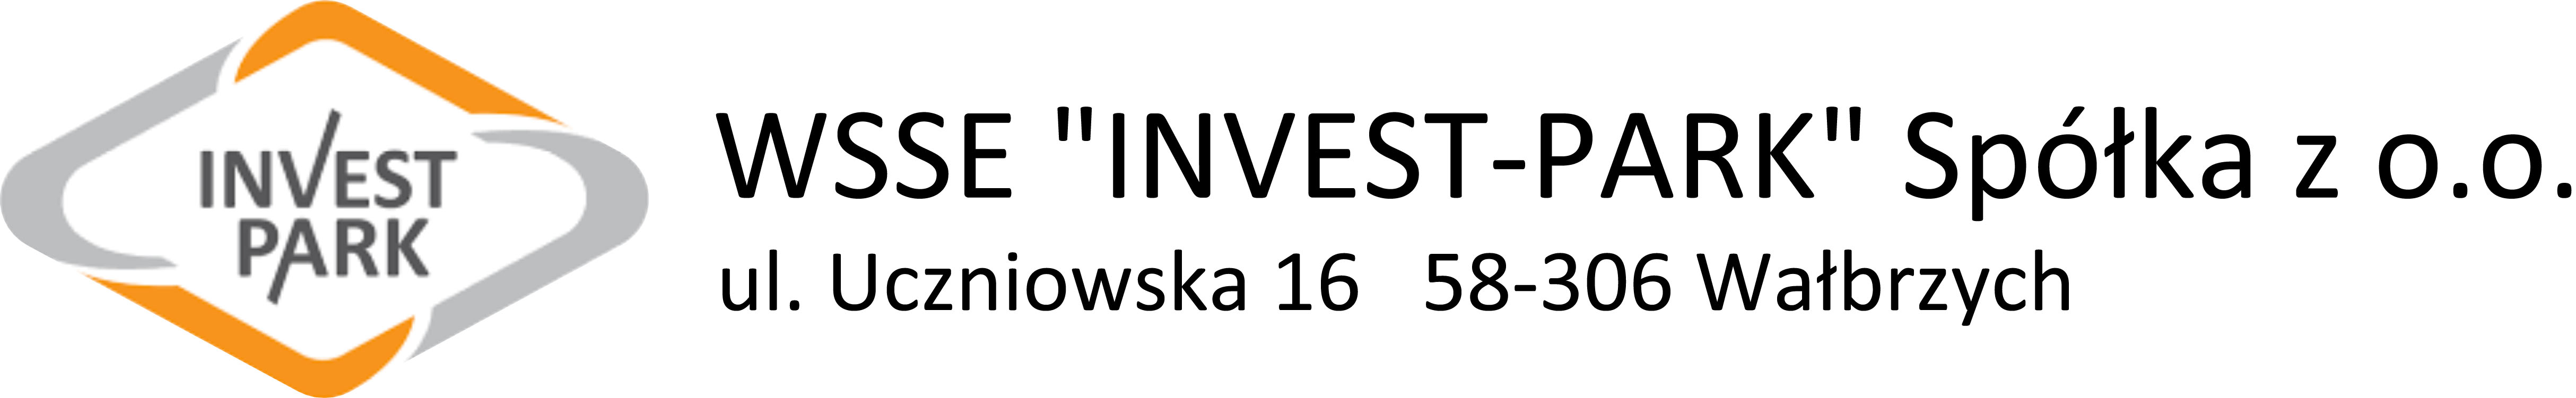 INVEST
PARK
WSSE "INVEST-PARK" Spółka z o.o.
ul. Uczniowska 16   58-306 Wałbrzych